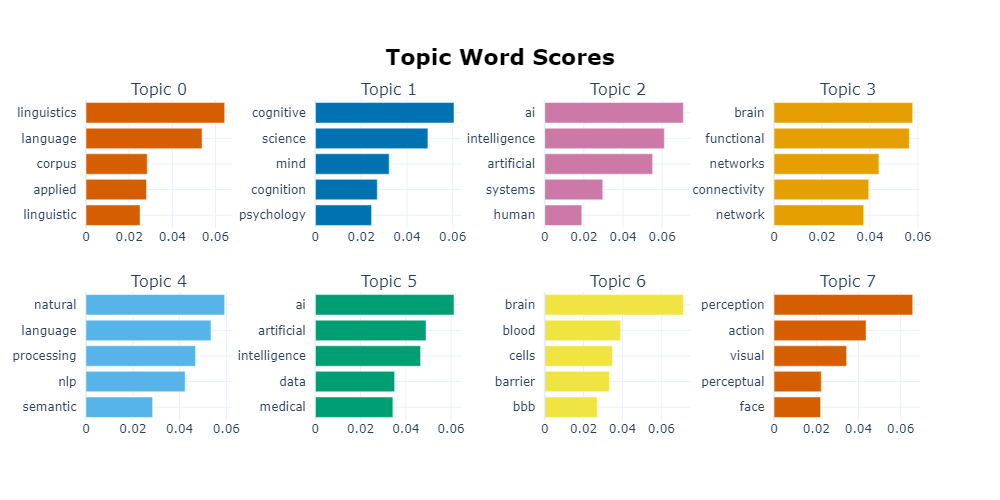 Topic Word Scores
Topic 0
linguistics
language
corpus
applied
linguistic
0 0.02 0.04 0.06
Topic 1
cognitive
science
mind
cognition
psychology
0 0.02 0.04 0.06
Topic 2
ai
intelligence
artificial
systems
human
0 0.02 0.04 0.06
Topic 3
brain
functional
networks
connectivity
network
0 0.02 0.04 0.06
Topic 4
natural
language
processing
nlp
semantic
0 0.02 0.04 0.06
Topic 5
ai
artificial
intelligence
data
medical
0 0.02 0.04 0.06
Topic 6
brain
blood
cells
barrier
bbb
0 0.02 0.04 0.06
Topic 7
perception
action
visual
perceptual
face
0 0.02 0.04 0.06